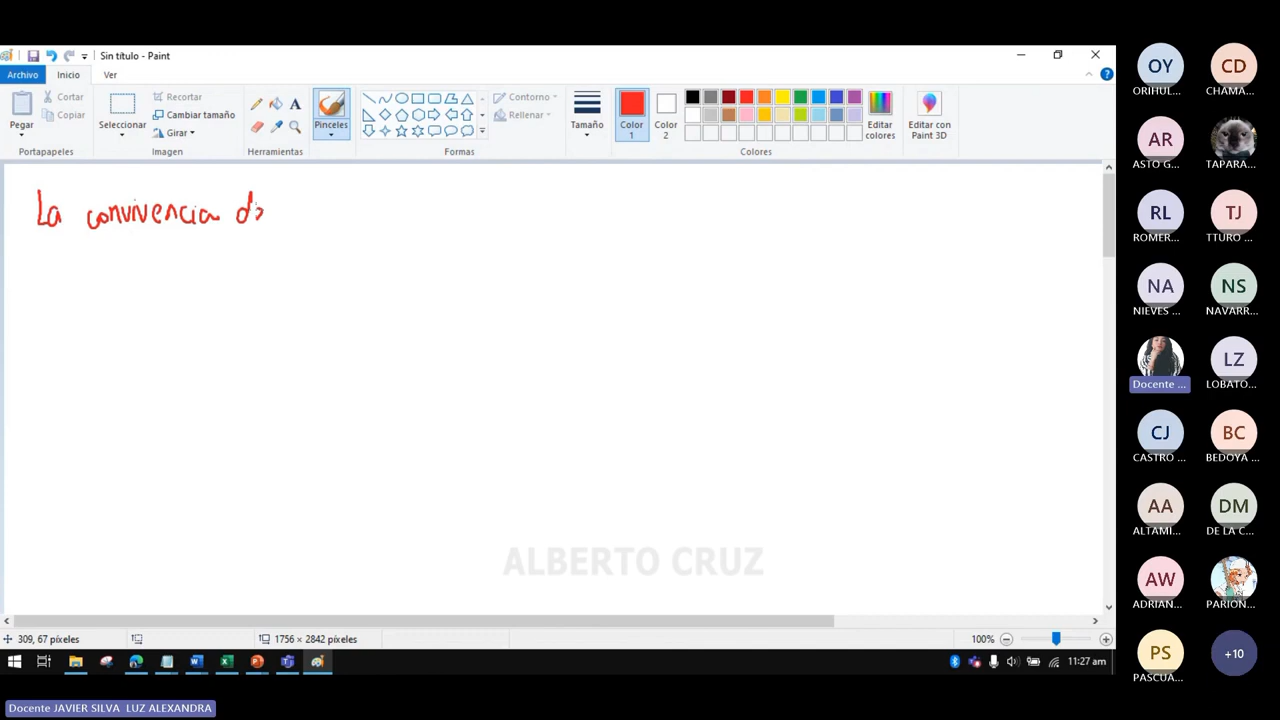 Sin título - Paint
Archivo Inicio Ver
Pegar
Cortar
Copiar
Portapapeles
Seleccionar
Recortar
Cambiar tamaño
Girar
Imagen
A
Herramientas
Pinceles
Contorno
Rellenar
Formas
Tamaño
Color 1
Color 2
Editar colores
Editar con Paint 3D
Colores
La convivencia
ALBERTO CRUZ
309, 67 píxeles
1756 × 2842 píxeles
100%
11:27 am
OY CD
ORIHUL... CHAMA...
AR
ASTO G... TAPARA...
RL TJ
ROMER... TTURO ...
NA NS
NIEVES ... NAVARR...
LZ
Docente ... LOBATO...
CJ BC
CASTRO ... BEDOYA ...
AA DM
ALTAMI... DE LA C...
AW
ADRIAN... PARION...
PS +10
PASCUA...
Docente JAVIER SILVA LUZ ALEXANDRA